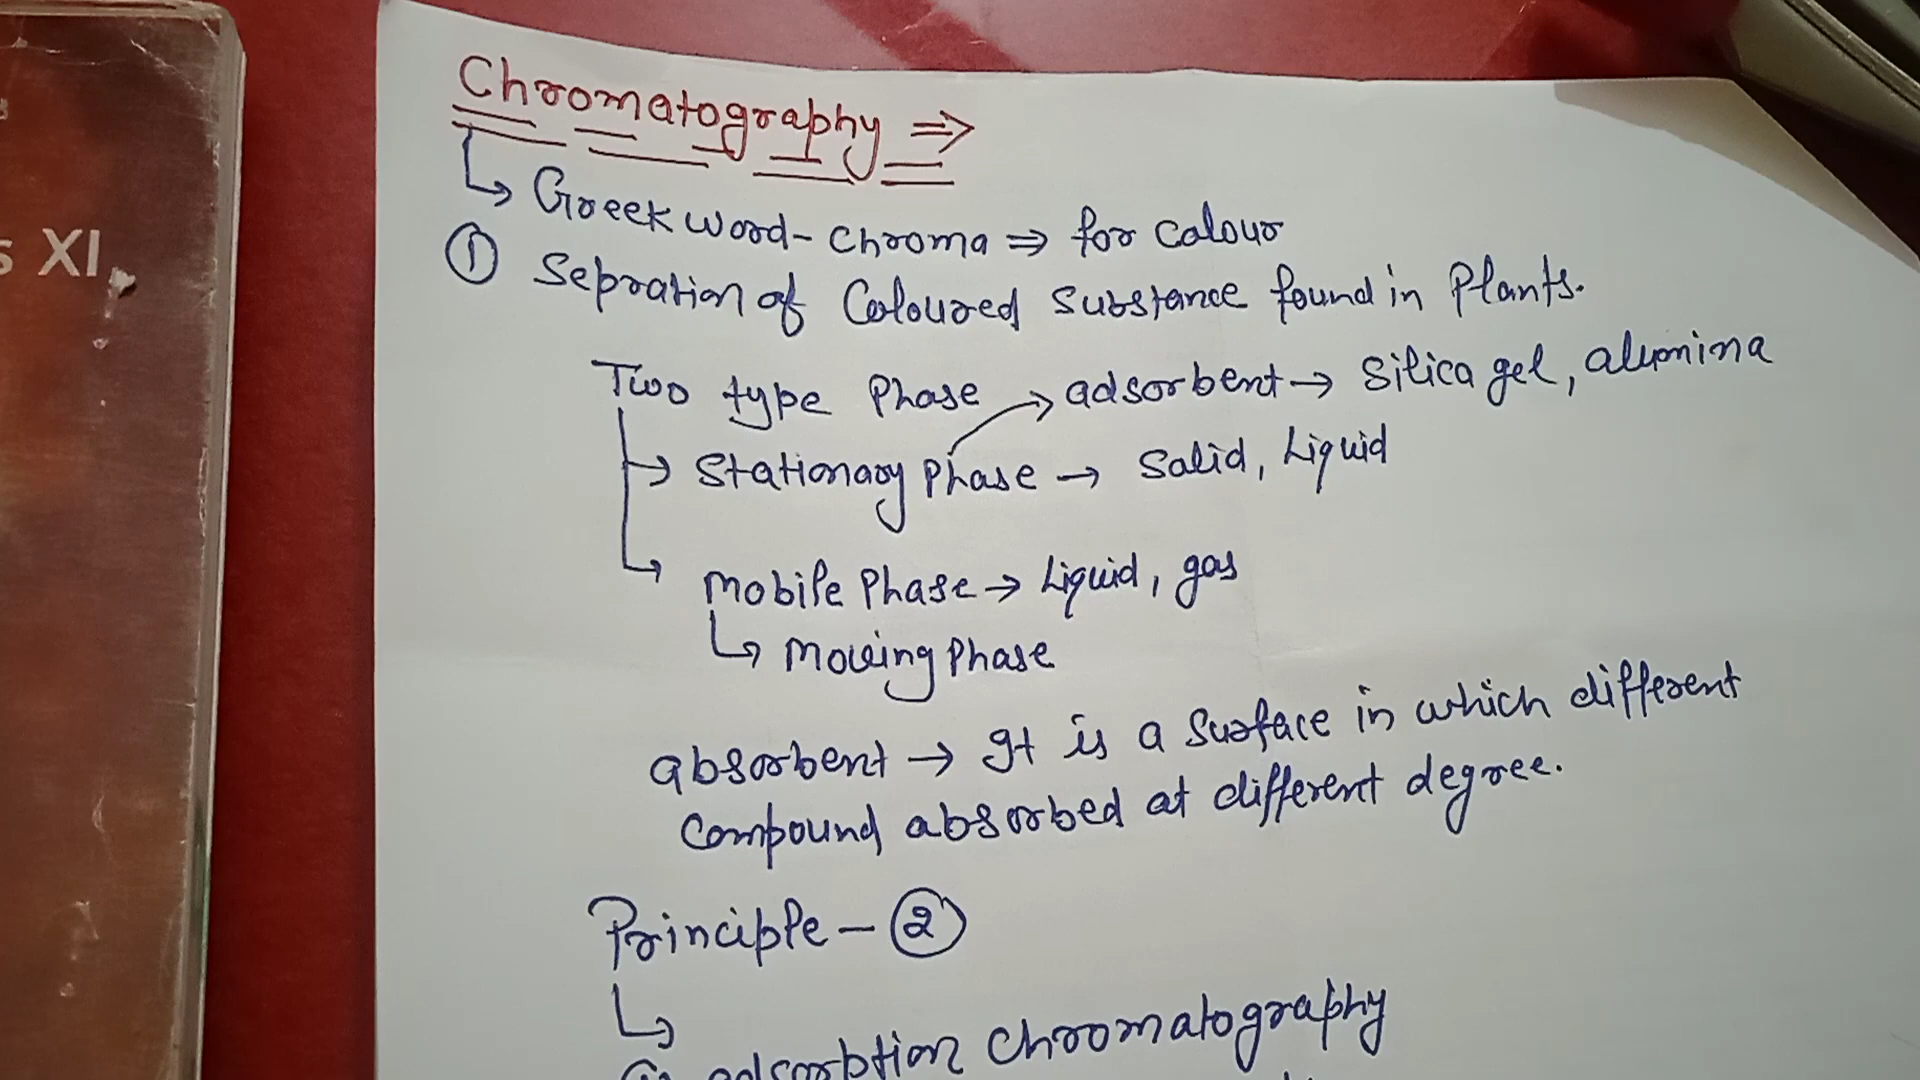 s XI,
Chromatography ⇒
↳ Greek word - Chroma ⇒ for Colour
① Sepration of Coloured Substance found in Plants.
Two type Phase → adsorbent → Silica gel, alumina
→ Stationary Phase → Solid, Liquid
↳ Mobile Phase → Liquid, gas
↳ Moving Phase
absorbent → It is a Surface in which different
Compound absorbed at different degree.
Principle - ②
↳
adsorption Chromatography